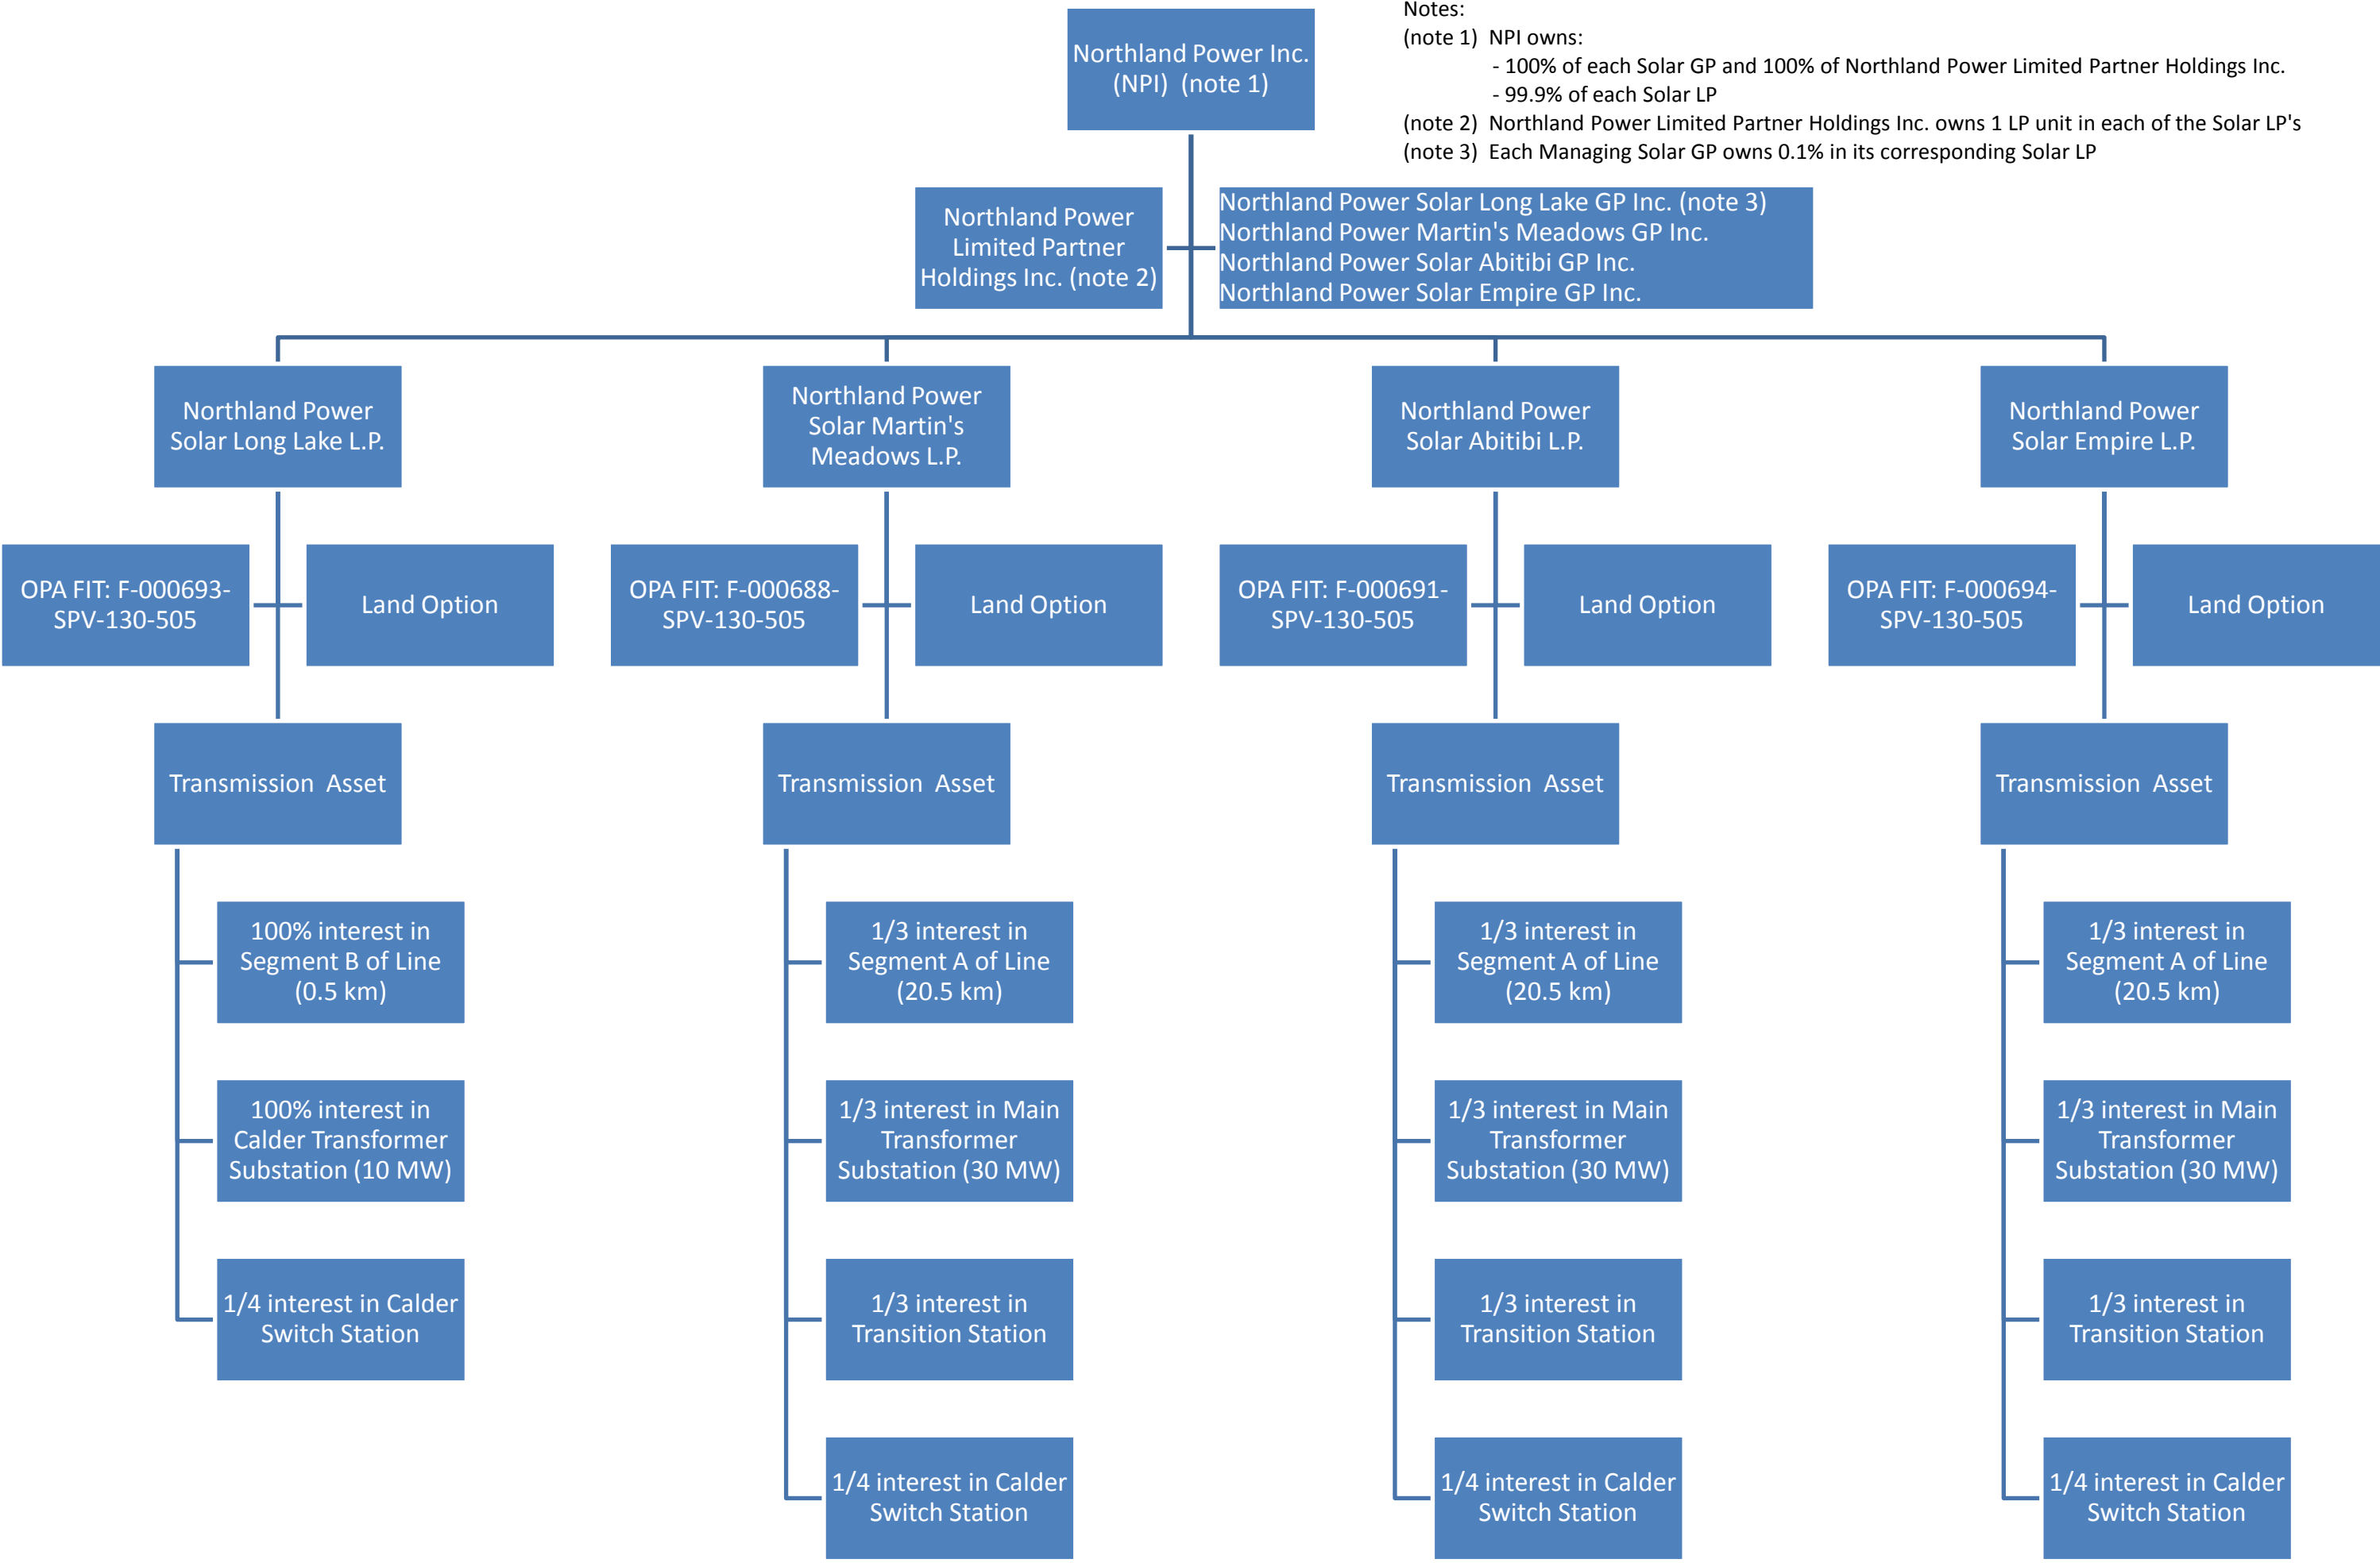 Notes:
(note 1) NPI owns:
- 100% of each Solar GP and 100% of Northland Power Limited Partner Holdings Inc.
- 99.9% of each Solar LP
(note 2) Northland Power Limited Partner Holdings Inc. owns 1 LP unit in each of the Solar LP's
(note 3) Each Managing Solar GP owns 0.1% in its corresponding Solar LP
Northland Power Inc.
(NPI) (note 1)
Northland Power
Limited Partner
Holdings Inc. (note 2)
Northland Power Solar Long Lake GP Inc. (note 3)
Northland Power Martin's Meadows GP Inc.
Northland Power Solar Abitibi GP Inc.
Northland Power Solar Empire GP Inc.
Northland Power
Solar Long Lake L.P.
Northland Power
Solar Martin's
Meadows L.P.
Northland Power
Solar Abitibi L.P.
Northland Power
Solar Empire L.P.
OPA FIT: F-000693-
SPV-130-505
Land Option
OPA FIT: F-000688-
SPV-130-505
Land Option
OPA FIT: F-000691-
SPV-130-505
Land Option
OPA FIT: F-000694-
SPV-130-505
Land Option
Transmission Asset
Transmission Asset
Transmission Asset
Transmission Asset
100% interest in
Segment B of Line
(0.5 km)
1/3 interest in
Segment A of Line
(20.5 km)
1/3 interest in
Segment A of Line
(20.5 km)
1/3 interest in
Segment A of Line
(20.5 km)
100% interest in
Calder Transformer
Substation (10 MW)
1/3 interest in Main
Transformer
Substation (30 MW)
1/3 interest in Main
Transformer
Substation (30 MW)
1/3 interest in Main
Transformer
Substation (30 MW)
1/4 interest in Calder
Switch Station
1/3 interest in
Transition Station
1/3 interest in
Transition Station
1/3 interest in
Transition Station
1/4 interest in Calder
Switch Station
1/4 interest in Calder
Switch Station
1/4 interest in Calder
Switch Station